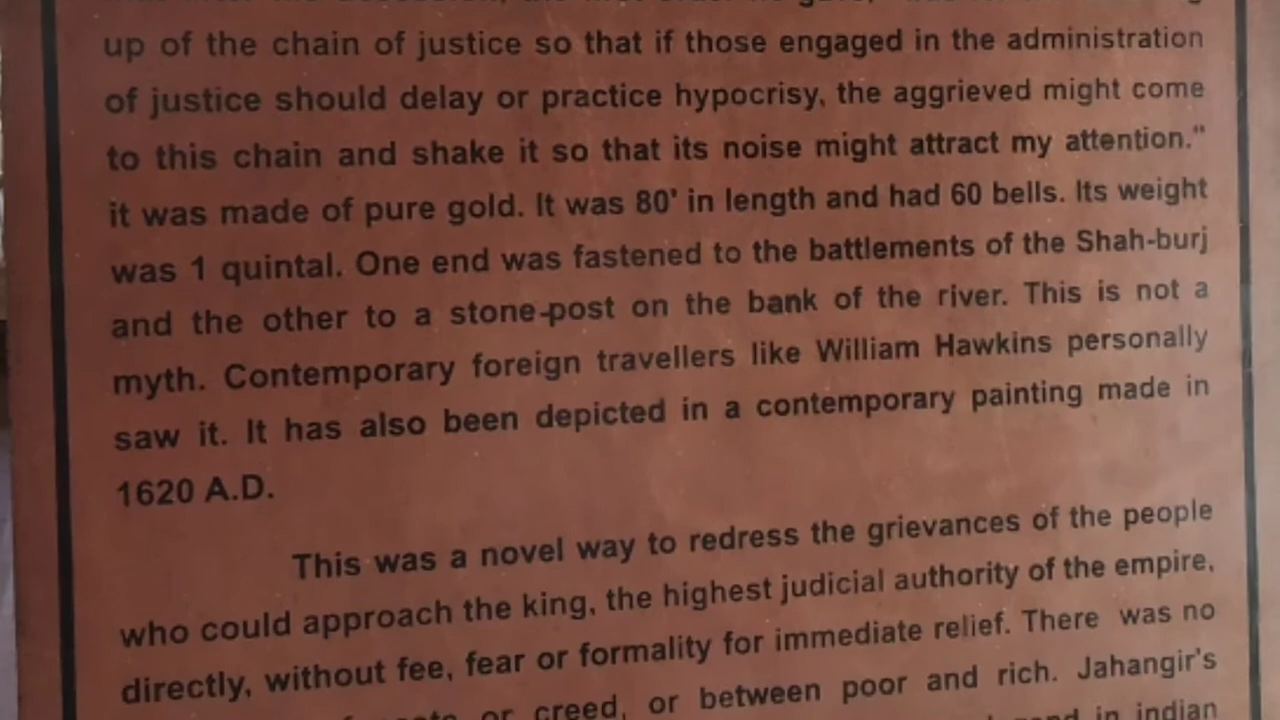 up of the chain of justice so that if those engaged in the administration
of justice should delay or practice hypocrisy, the aggrieved might come
to this chain and shake it so that its noise might attract my attention."
it was made of pure gold. It was 80' in length and had 60 bells. Its weight
was 1 quintal. One end was fastened to the battlements of the Shah-burj
and the other to a stone-post on the bank of the river. This is not a
myth. Contemporary foreign travellers like William Hawkins personally
saw it. It has also been depicted in a contemporary painting made in
1620 A.D.
This was a novel way to redress the grievances of the people
who could approach the king, the highest judicial authority of the empire,
directly, without fee, fear or formality for immediate relief. There was no
or creed, or between poor and rich. Jahangir's
in indian